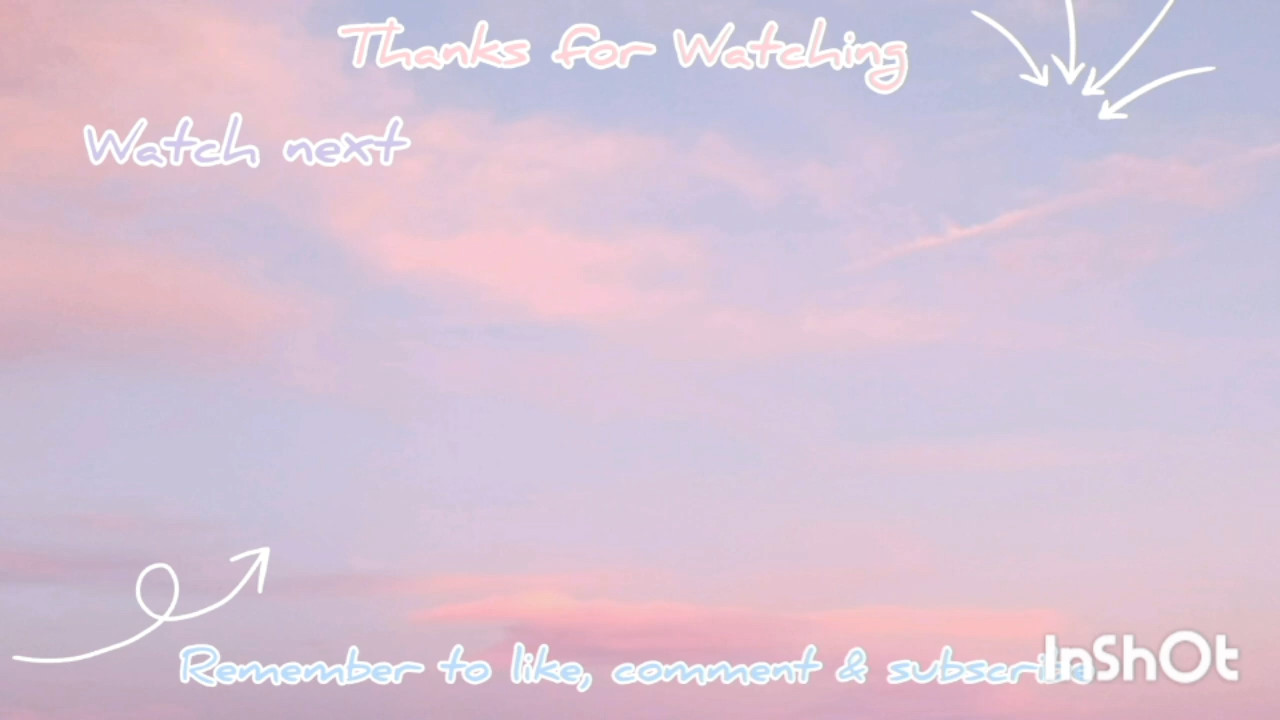 Thanks for Watching
Watch next
Remember to like, comment & subscribe
InShOt